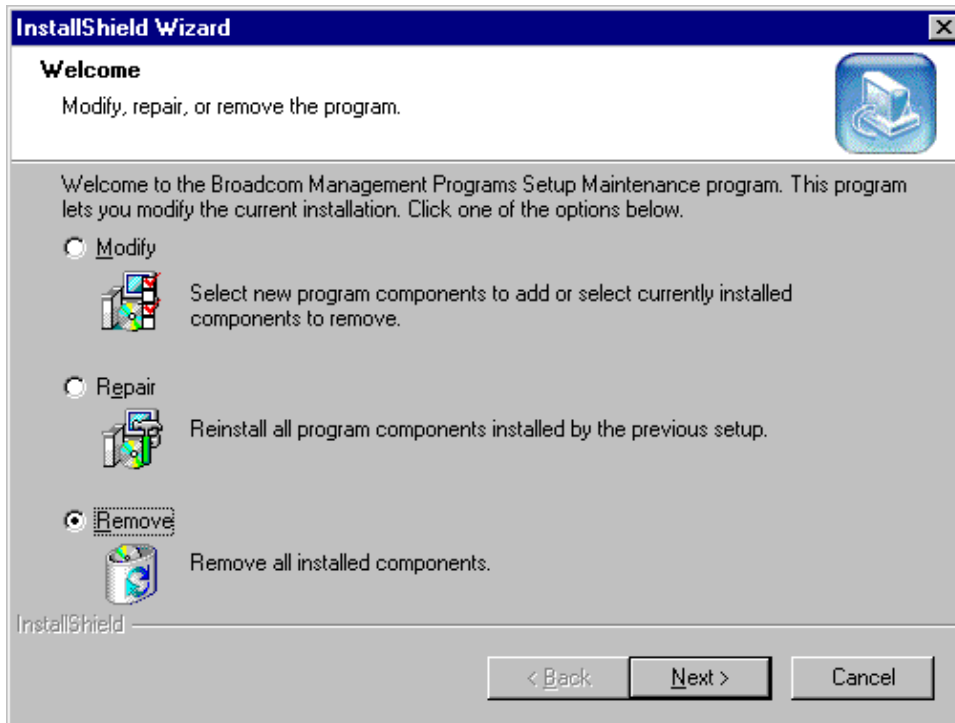 InstallShield Wizard
Welcome
Modify, repair, or remove the program.
Welcome to the Broadcom Management Programs Setup Maintenance program. This program
lets you modify the current installation. Click one of the options below.
Modify
Select new program components to add or select currently installed
components to remove.
Repair
Reinstall all program components installed by the previous setup.
Remove
Remove all installed components.
InstallShield
< Back
Next >
Cancel